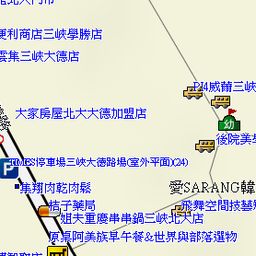 便利商店三峽學勝店
雲集三峽大德店
124威爾三峽
大家房屋北大大德加盟店
幼
後院美
TIMES停車場三峽大德路場(室外平面)(24)
P
集翔肉乾肉鬆
愛SARANG韓
桔子藥局
飛舞空間技藝
姐夫重慶串串鍋三峽北大店
原桌阿美族早午餐&世界與部落選物